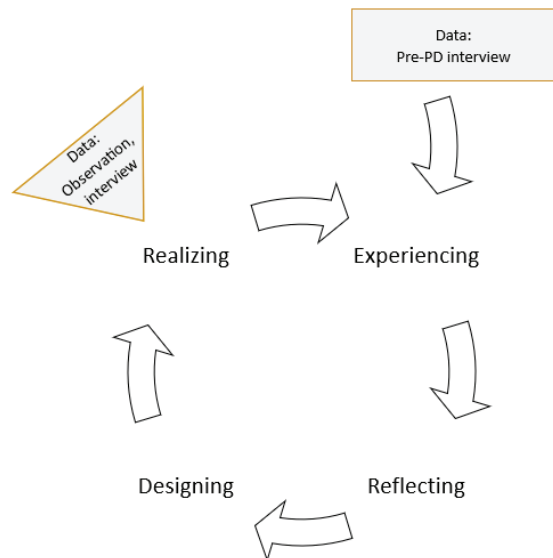 Data:
Pre-PD interview
Data:
Observation,
interview
Realizing
Experiencing
Designing
Reflecting